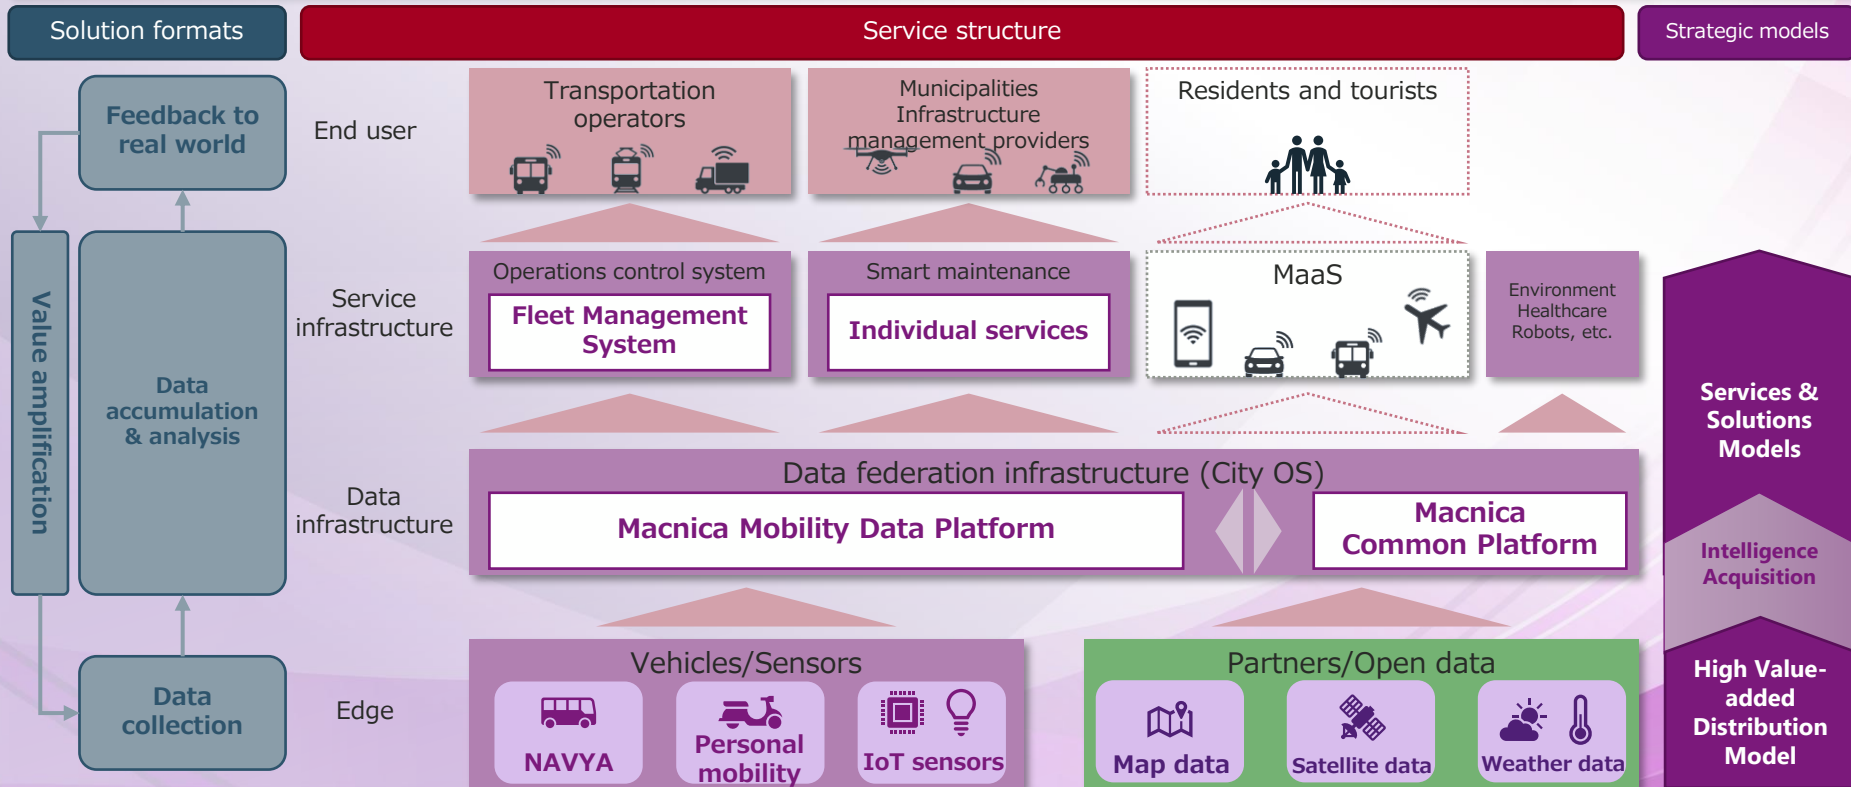 Solution formats
Service structure
Strategic models
Feedback to
real world
Value amplification
Data
accumulation
& analysis
Data
collection
End user
Transportation
operators
Municipalities
Infrastructure
management providers
Residents and tourists
Service
infrastructure
Operations control system
Fleet Management
System
Smart maintenance
Individual services
MaaS
Environment
Healthcare
Robots, etc.
Data
infrastructure
Data federation infrastructure (City OS)
Macnica Mobility Data Platform
Macnica
Common Platform
Edge
Vehicles/Sensors
NAVYA
Personal
mobility
IoT sensors
Partners/Open data
Map data
Satellite data
Weather data
Services &
Solutions
Models
Intelligence
Acquisition
High Value-
added
Distribution
Model